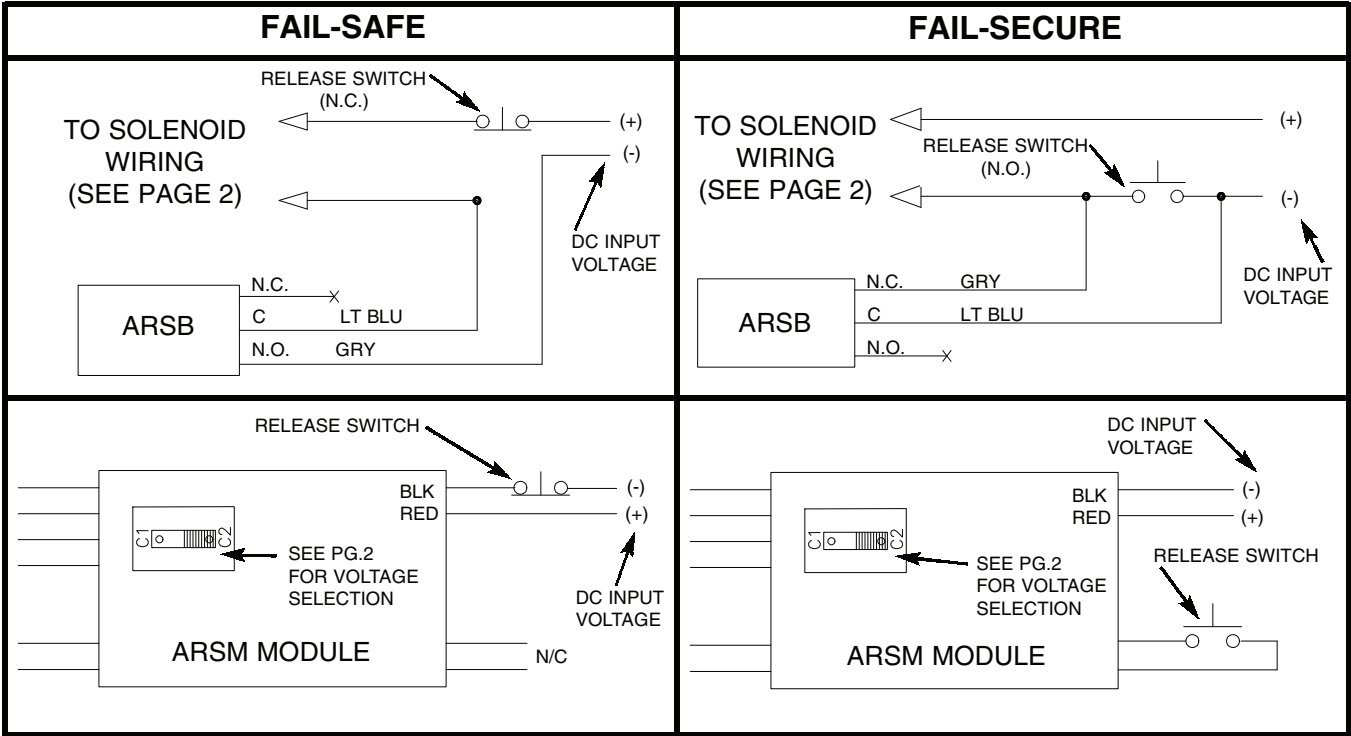 FAIL-SAFE
FAIL-SECURE
RELEASE SWITCH
(N.C.)
TO SOLENOID
WIRING
(SEE PAGE 2)
(+)
(-)
DC INPUT
VOLTAGE
N.C.
C LT BLU
N.O. GRY
ARSB
TO SOLENOID
WIRING
(SEE PAGE 2)
(+)
RELEASE SWITCH
(N.O.)
(-)
DC INPUT
VOLTAGE
N.C. GRY
C LT BLU
N.O.
ARSB
RELEASE SWITCH
BLK (-)
RED (+)
C1 C2
SEE PG.2
FOR VOLTAGE
SELECTION
DC INPUT
VOLTAGE
ARSM MODULE
N/C
DC INPUT
VOLTAGE
BLK (-)
RED (+)
C1 C2
SEE PG.2
FOR VOLTAGE
SELECTION
RELEASE SWITCH
ARSM MODULE